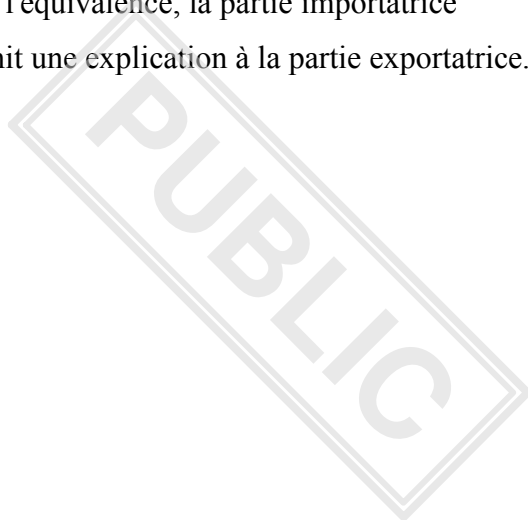 l'équivalence, la partie importatrice
nit une explication à la partie exportatrice.
PUBLIC